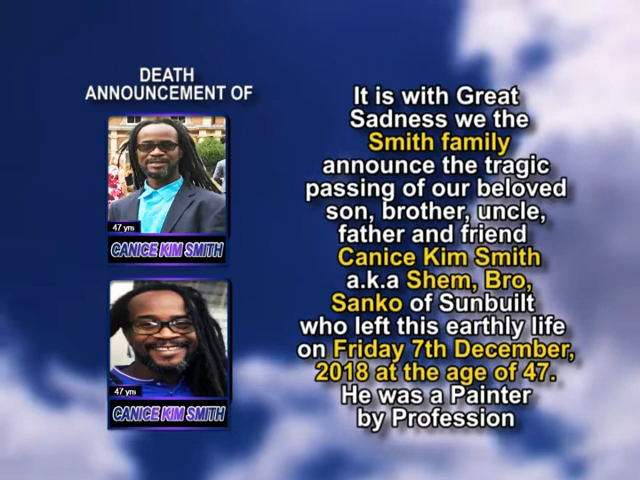 DEATH
ANNOUNCEMENT OF
47 yrs
CANICE KIM SMITH
47 yrs
CANICE KIM SMITH
It is with Great
Sadness we the
Smith family
announce the tragic
passing of our beloved
son, brother, uncle,
father and friend
Canice Kim Smith
a.k.a Shem, Bro,
Sanko of Sunbuilt
who left this earthly life
on Friday 7th December,
2018 at the age of 47.
He was a Painter
by Profession